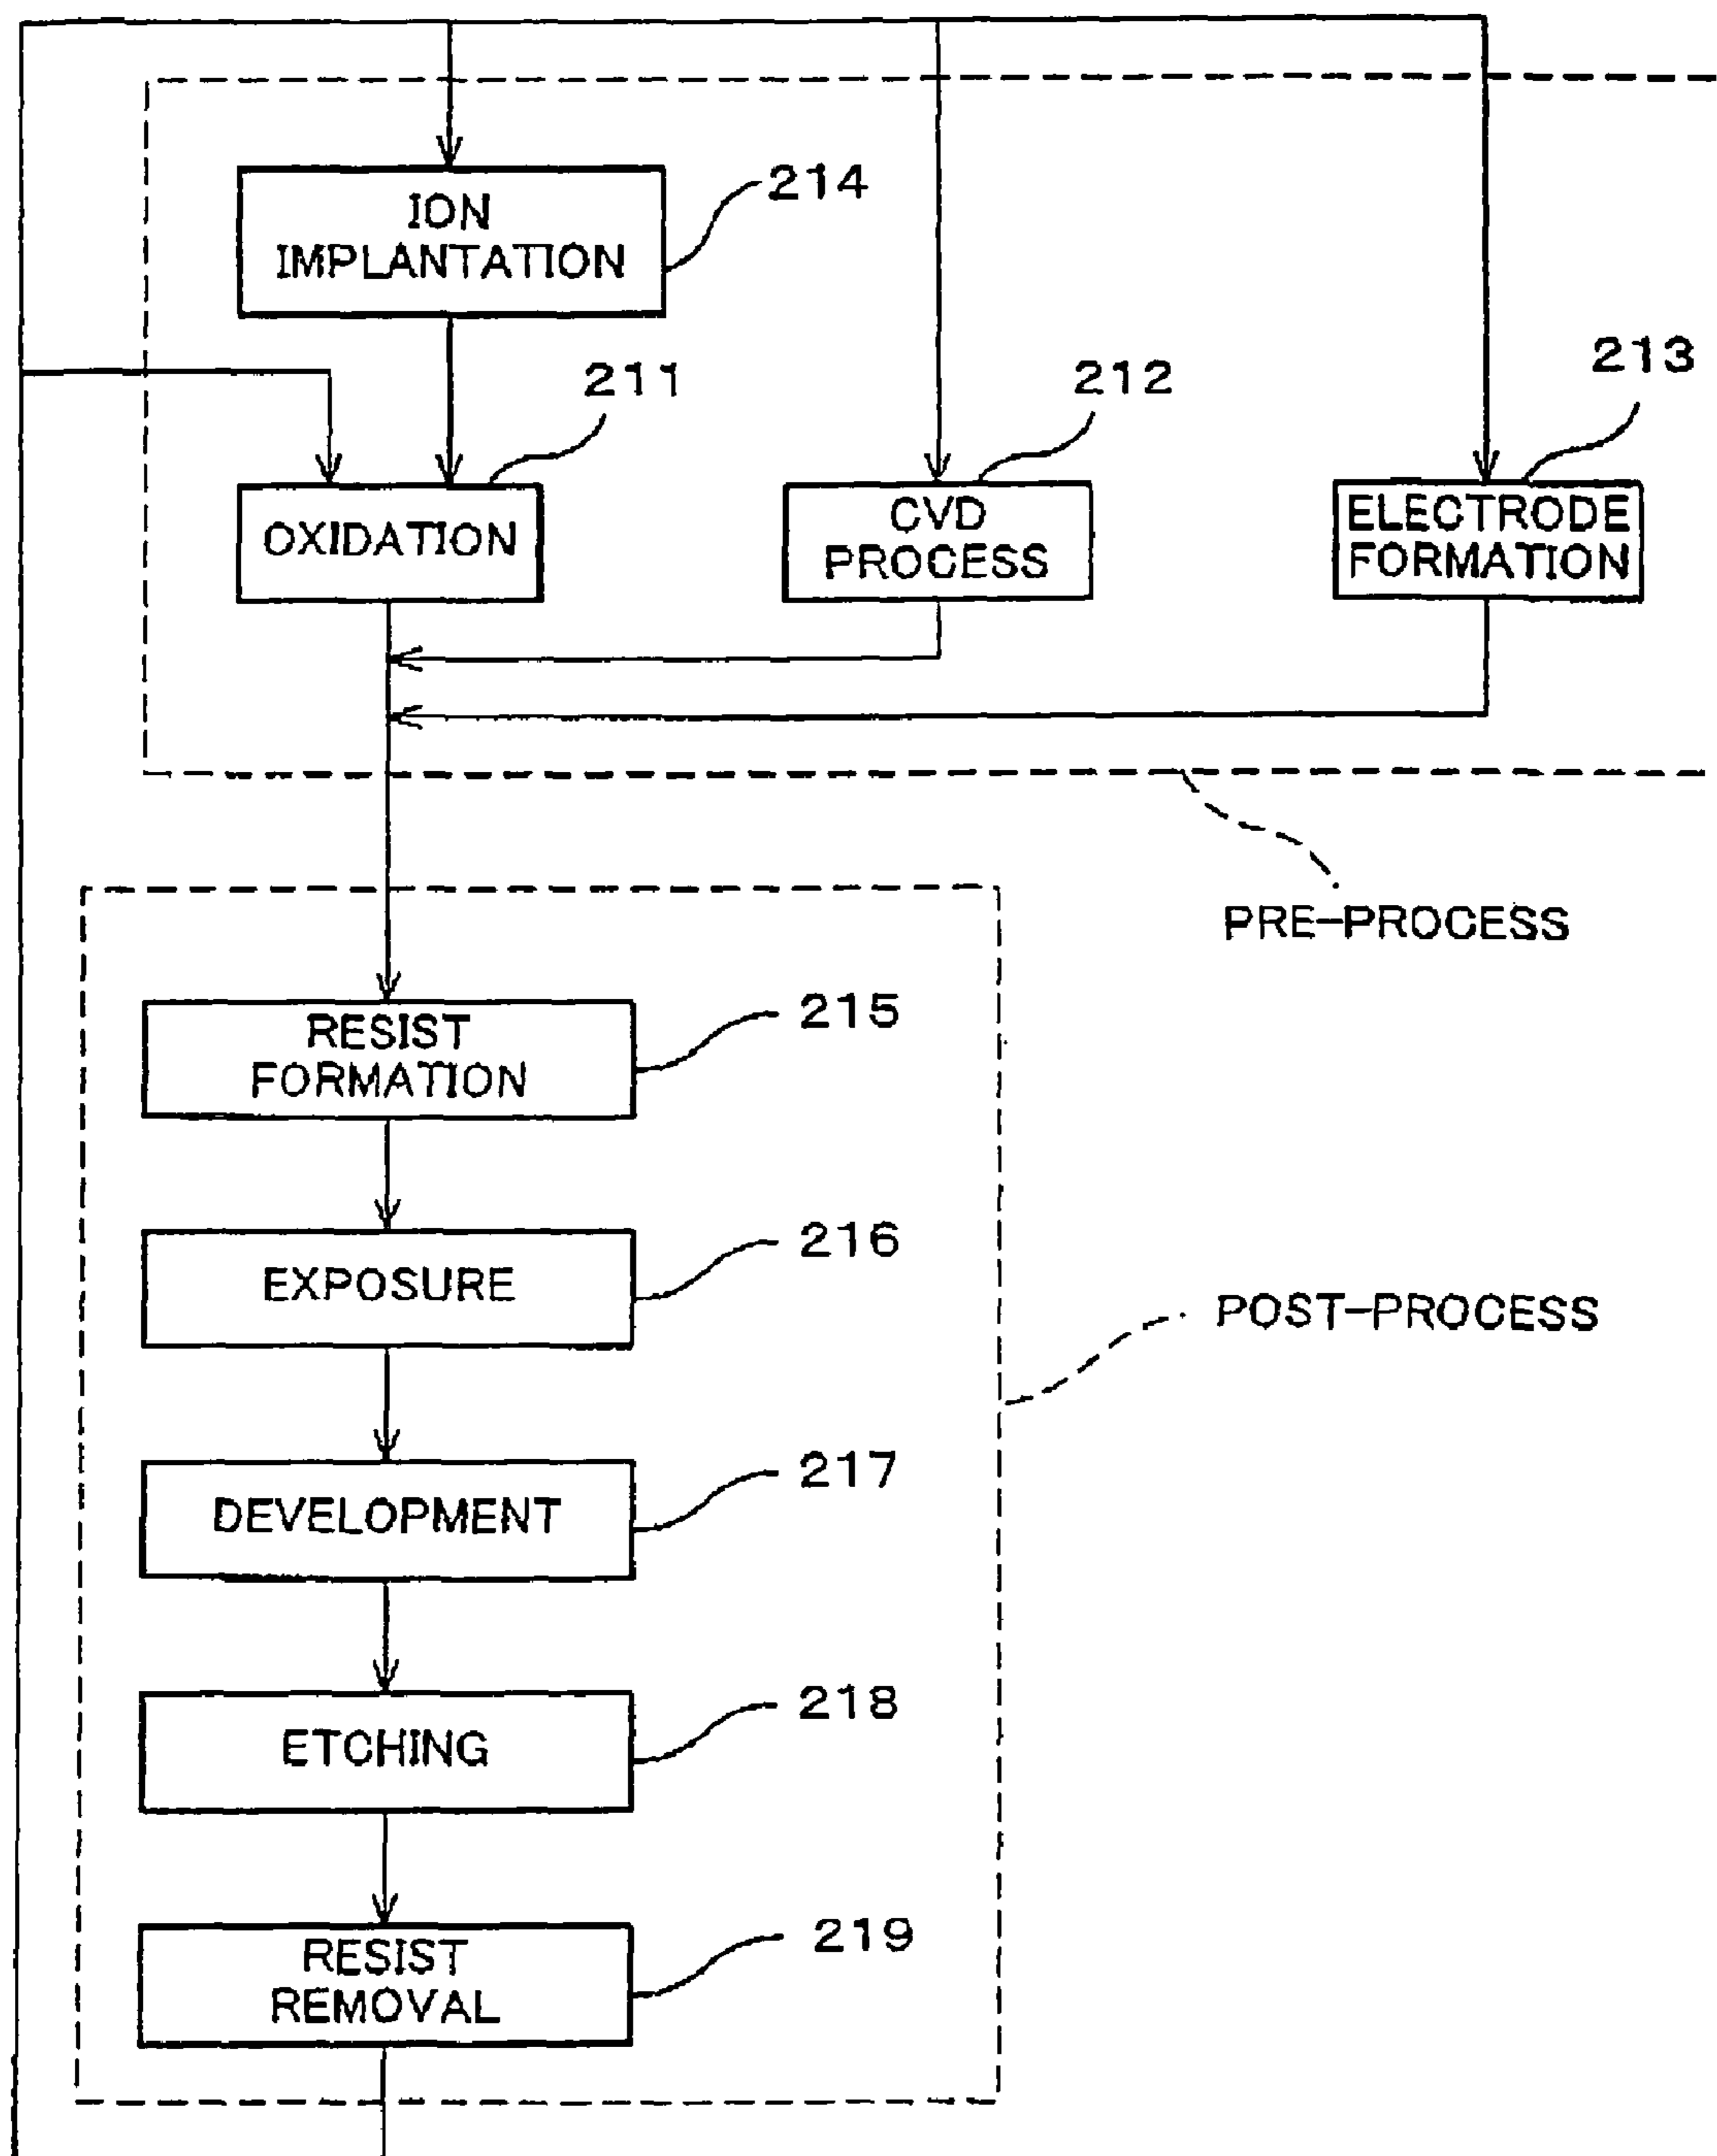 214
ION
IMPLANTATION
211
212
213
OXIDATION
CVD
PROCESS
ELECTRODE
FORMATION
PRE-PROCESS
215
RESIST
FORMATION
216
EXPOSURE
POST-PROCESS
217
DEVELOPMENT
218
ETCHING
219
RESIST
REMOVAL